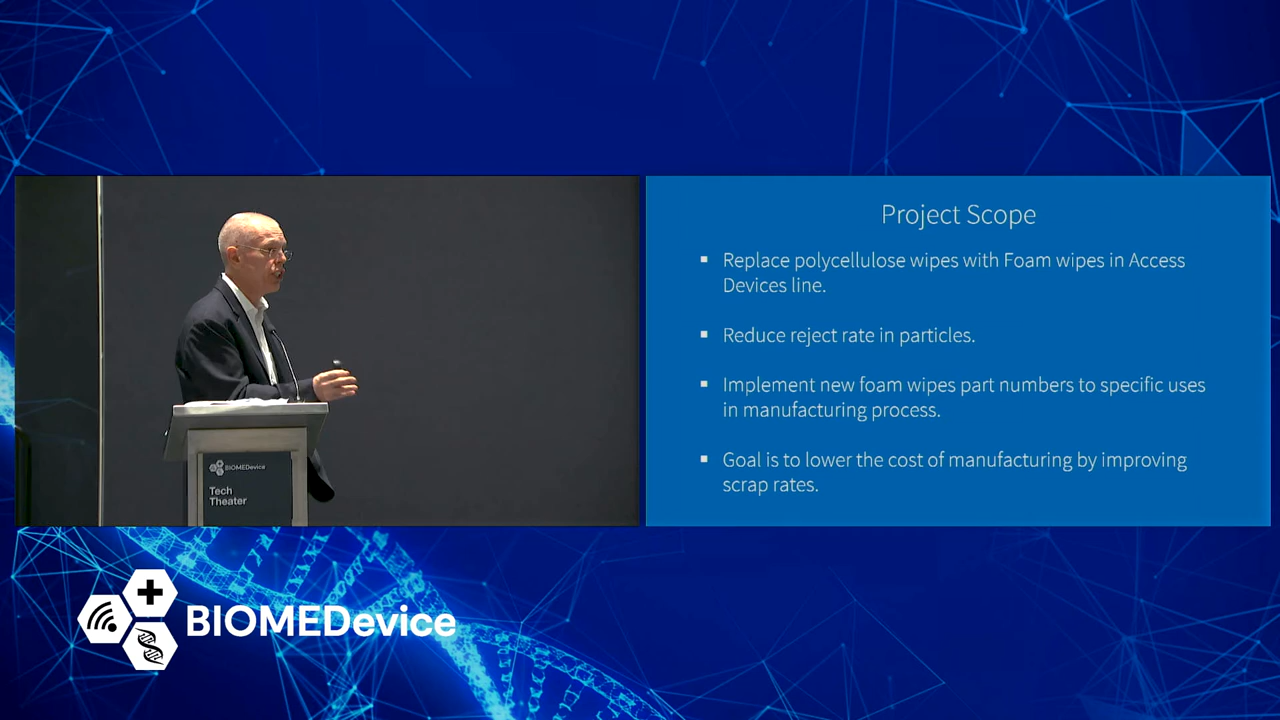 Project Scope
▪ Replace polycellulose wipes with Foam wipes in Access
Devices line.
▪ Reduce reject rate in particles.
▪ Implement new foam wipes part numbers to specific uses
in manufacturing process.
▪ Goal is to lower the cost of manufacturing by improving
scrap rates.
BIOMEDevice
Tech
Theater
BIOMEDevice